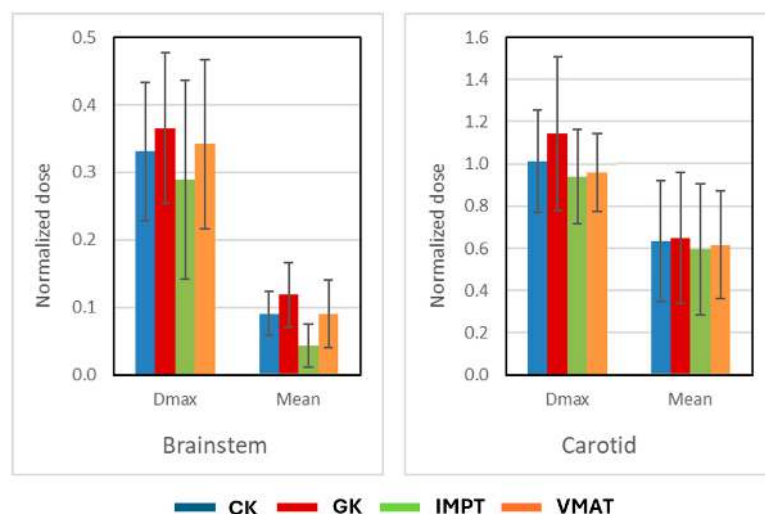 Normalized dose
0.5
0.4
0.3
0.2
0.1
0.0
Dmax Mean
Brainstem
Normalized dose
1.6
1.4
1.2
1.0
0.8
0.6
0.4
0.2
0.0
Dmax Mean
Carotid
CK GK IMPT VMAT